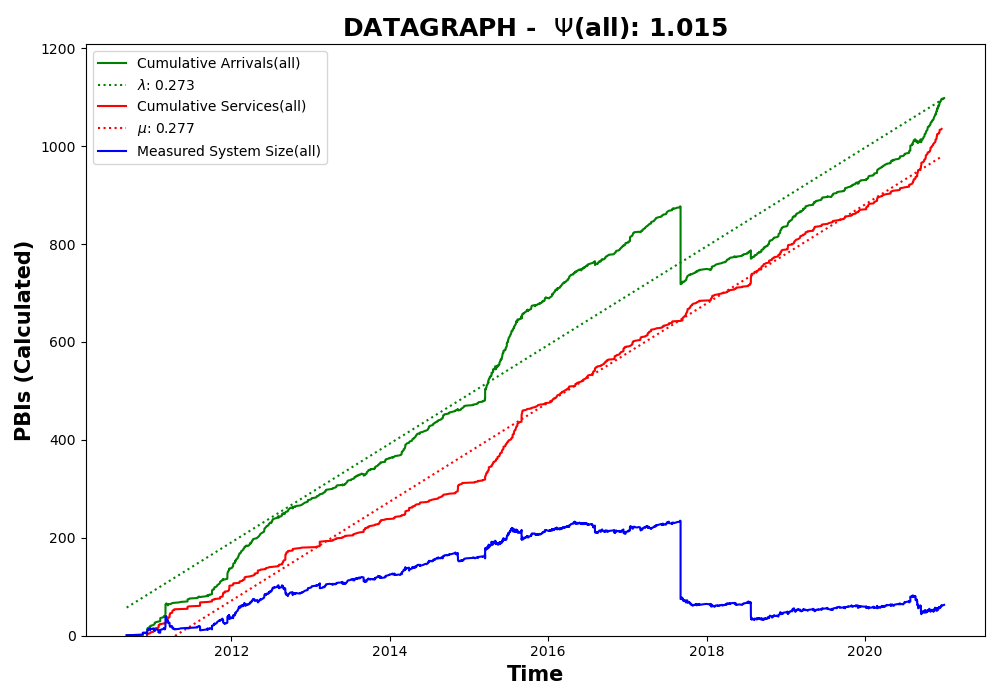 DATAGRAPH - Ψ(all): 1.015
1200
1000
800
600
400
200
0
PBIs (Calculated)
Cumulative Arrivals(all)
λ: 0.273
Cumulative Services(all)
μ: 0.277
Measured System Size(all)
2012 2014 2016 2018 2020
Time